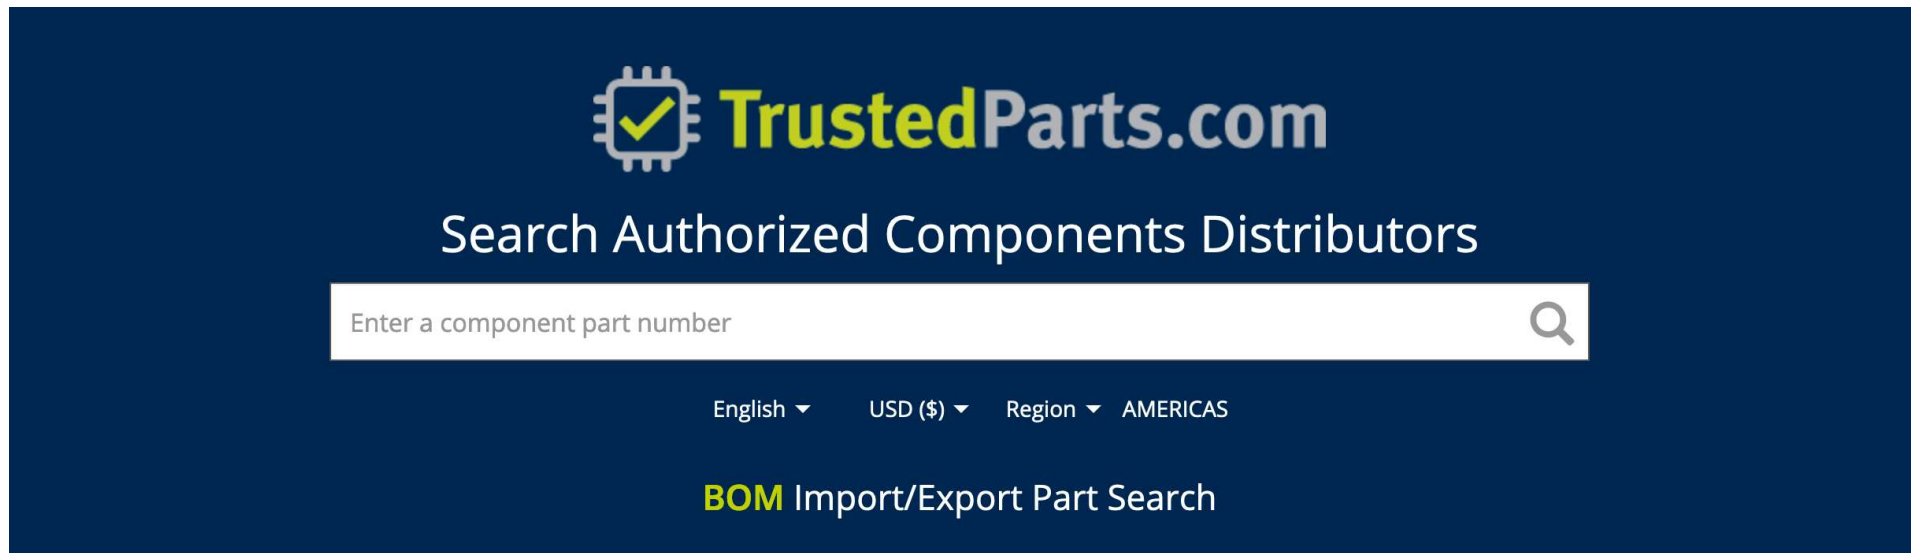 TrustedParts.com
Search Authorized Components Distributors
Enter a component part number
English USD ($) Region AMERICAS
BOM Import/Export Part Search